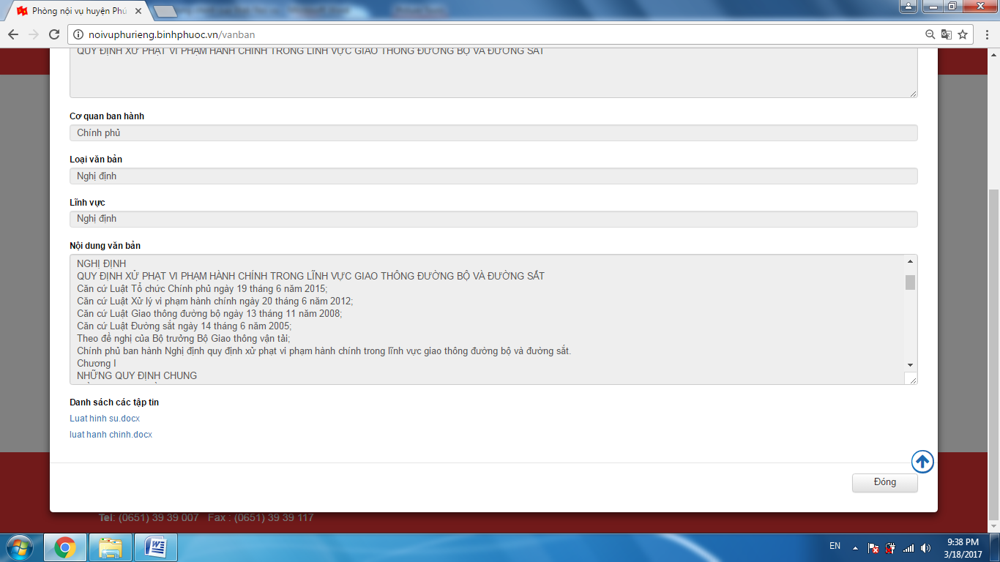 Phòng nội vụ huyện Phú
noivuphurieng.binhphuoc.vn/vanban
QUY ĐỊNH XỬ PHẠT VI PHẠM HÀNH CHÍNH TRONG LĨNH VỰC GIAO THÔNG ĐƯỜNG BỘ VÀ ĐƯỜNG SẮT
Cơ quan ban hành
Chính phủ
Loại văn bản
Nghị định
Lĩnh vực
Nghị định
Nội dung văn bản
NGHỊ ĐỊNH
QUY ĐỊNH XỬ PHẠT VI PHẠM HÀNH CHÍNH TRONG LĨNH VỰC GIAO THÔNG ĐƯỜNG BỘ VÀ ĐƯỜNG SẮT
Căn cứ Luật Tổ chức Chính phủ ngày 19 tháng 6 năm 2015;
Căn cứ Luật Xử lý vi phạm hành chính ngày 20 tháng 6 năm 2012;
Căn cứ Luật Giao thông đường bộ ngày 13 tháng 11 năm 2008;
Căn cứ Luật Đường sắt ngày 14 tháng 6 năm 2005;
Theo đề nghị của Bộ trưởng Bộ Giao thông vận tải;
Chính phủ ban hành Nghị định quy định xử phạt vi phạm hành chính trong lĩnh vực giao thông đường bộ và đường sắt.
Chương I
NHỮNG QUY ĐỊNH CHUNG
Danh sách các tập tin
Luat hinh su.docx
luat hanh chinh.docx
Đóng
Tel: (0651) 39 39 007 Fax : (0651) 39 39 117
EN
9:38 PM
3/18/2017